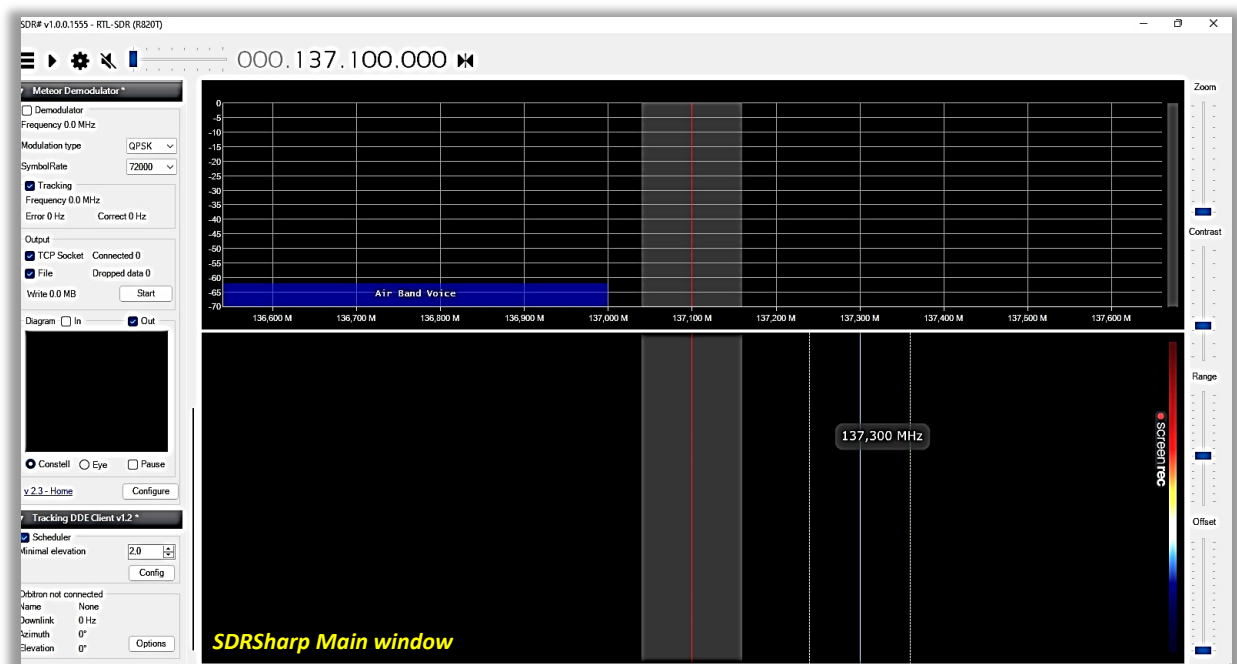 SDR# v1.0.0.1555 - RTL-SDR (R820T)
000.137.100.000
Meteor Demodulator *
Demodulator
Frequency 0.0 MHz
Modulation type QPSK
SymbolRate 72000
Tracking
Frequency 0.0 MHz
Error 0 Hz Correct 0 Hz
Output
TCP Socket Connected 0
File Dropped data 0
Write 0.0 MB Start
Diagram In Out
Constell Eye Pause
v 2.3 - Home Configure
Tracking DDE Client v1.2 *
Scheduler
Minimal elevation 2.0
Config
Orbitron not connected
Name None
Downlink 0 Hz
Azimuth 0°
Elevation 0° Options
0
-5
-10
-15
-20
-25
-30
-35
-40
-45
-50
-55
-60
-65
-70
Air Band Voice
136,600 M 136,700 M 136,800 M 136,900 M 137,000 M 137,100 M 137,200 M 137,300 M 137,400 M 137,500 M 137,600 M
137,300 MHz
SDRSharp Main window
screenrec
Zoom
Contrast
Range
Offset